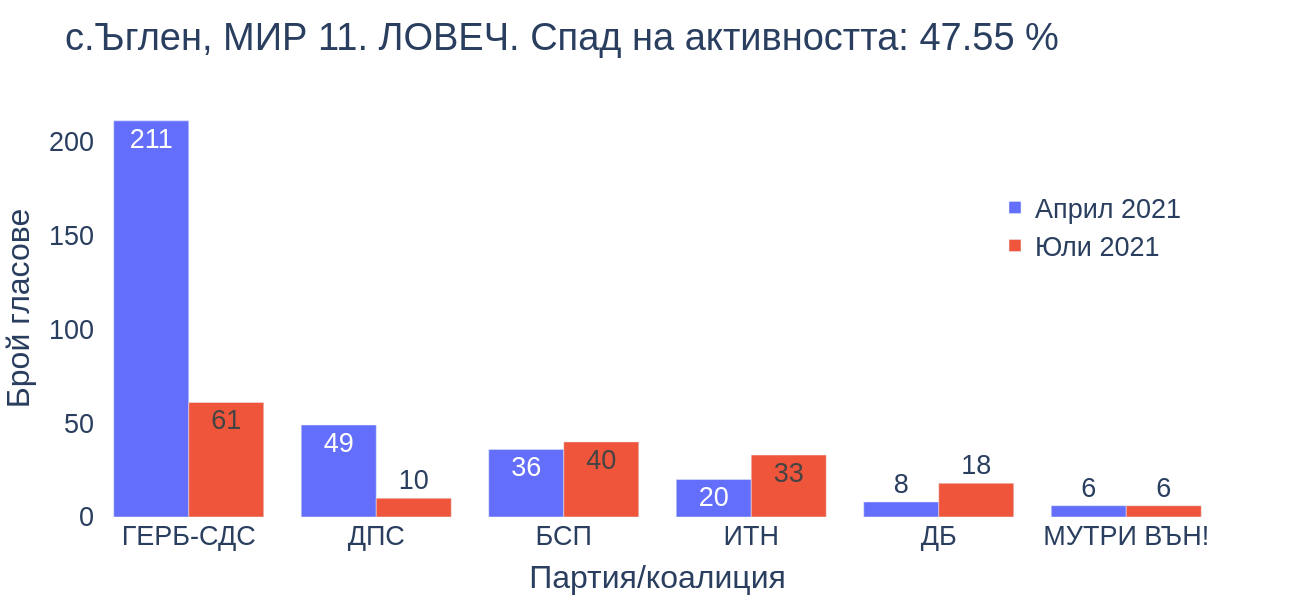 с.Ъглен, МИР 11. ЛОВЕЧ. Спад на активността: 47.55 %
Брой гласове
200
150
100
50
0
211
61
49
10
36
40
20
33
8
18
6
6
Април 2021
Юли 2021
ГЕРБ-СДС
ДПС
БСП
ИТН
ДБ
МУТРИ ВЪН!
Партия/коалиция